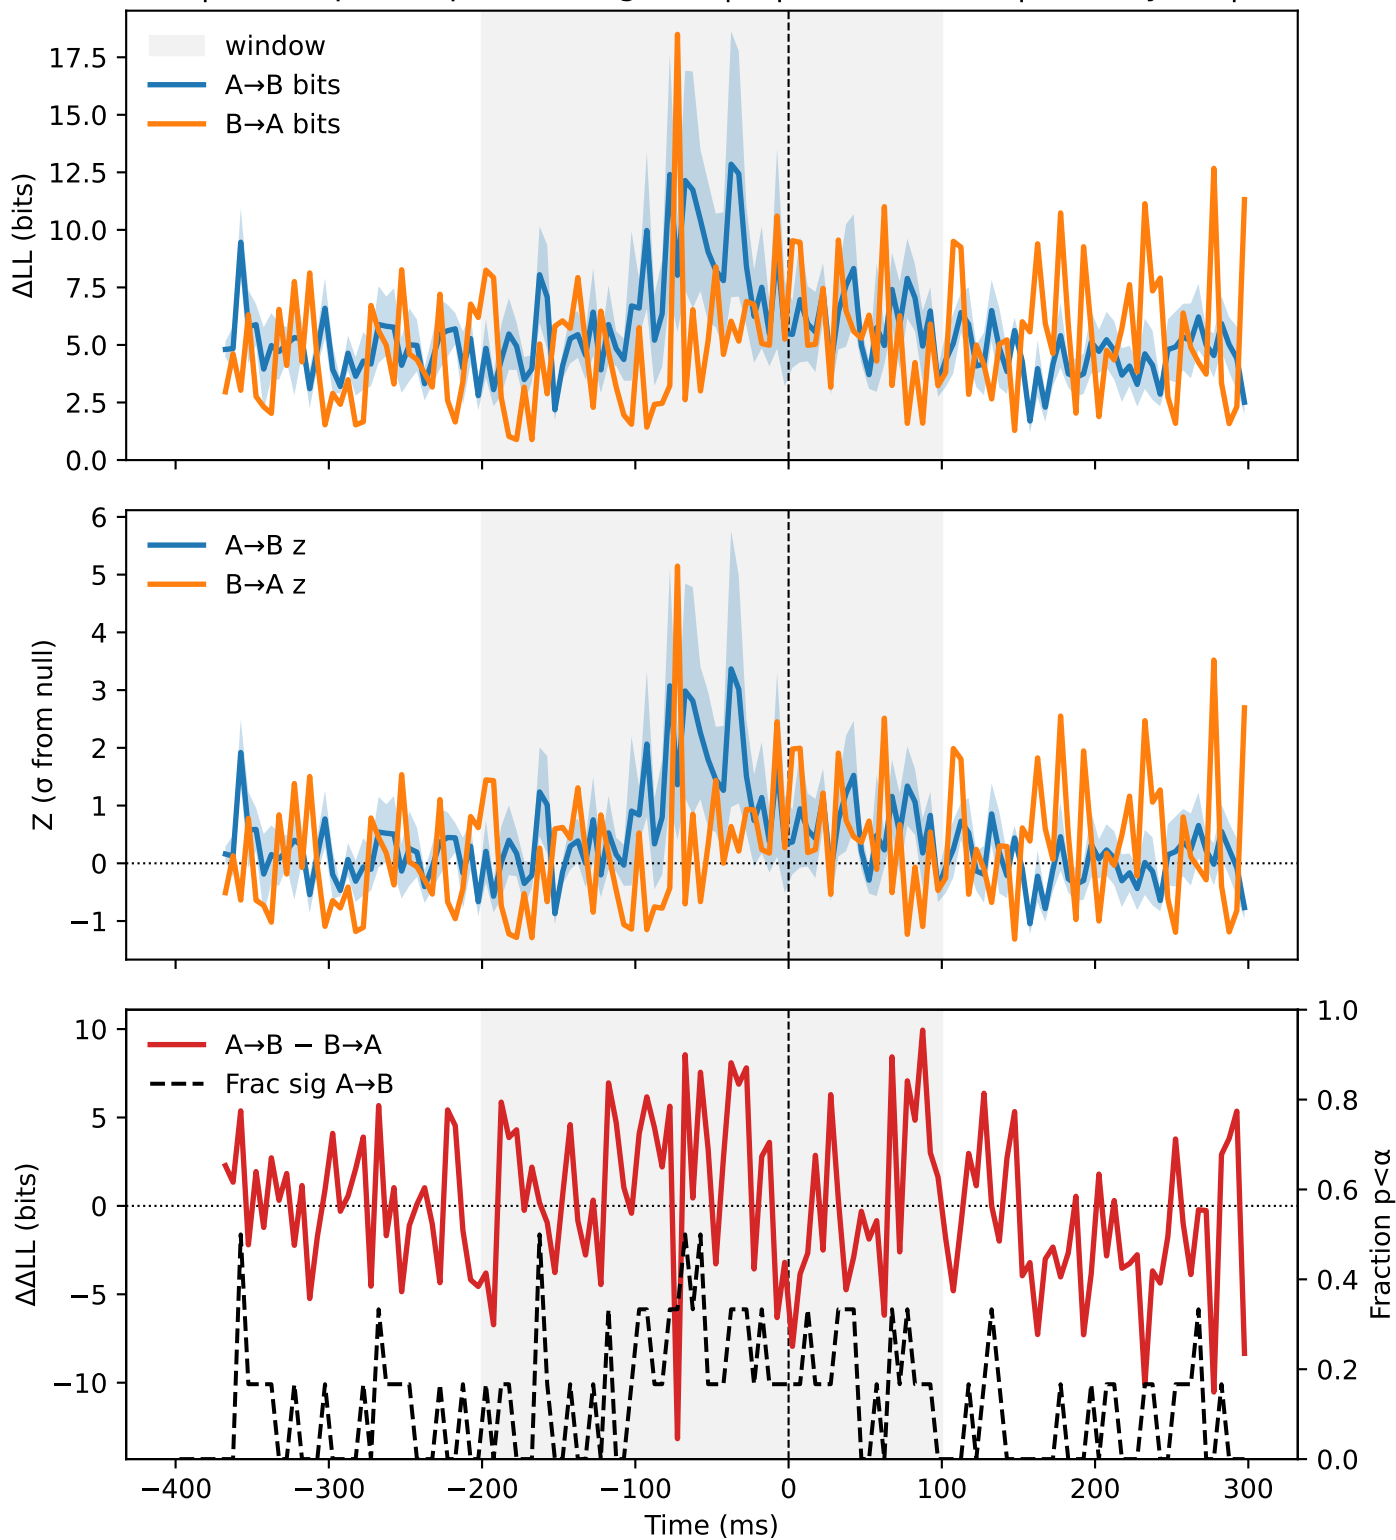 window
A→B bits
B→A bits
ΔLL (bits)
17.5
15.0
12.5
10.0
7.5
5.0
2.5
0.0
A→B z
B→A z
Z (σ from null)
6
5
4
3
2
1
0
−1
A→B − B→A
Frac sig A→B
ΔΔLL (bits)
10
5
0
−5
−10
1.0
0.8
0.6
0.4
0.2
0.0
Fraction p<α
−400 −300 −200 −100 0 100 200 300
Time (ms)